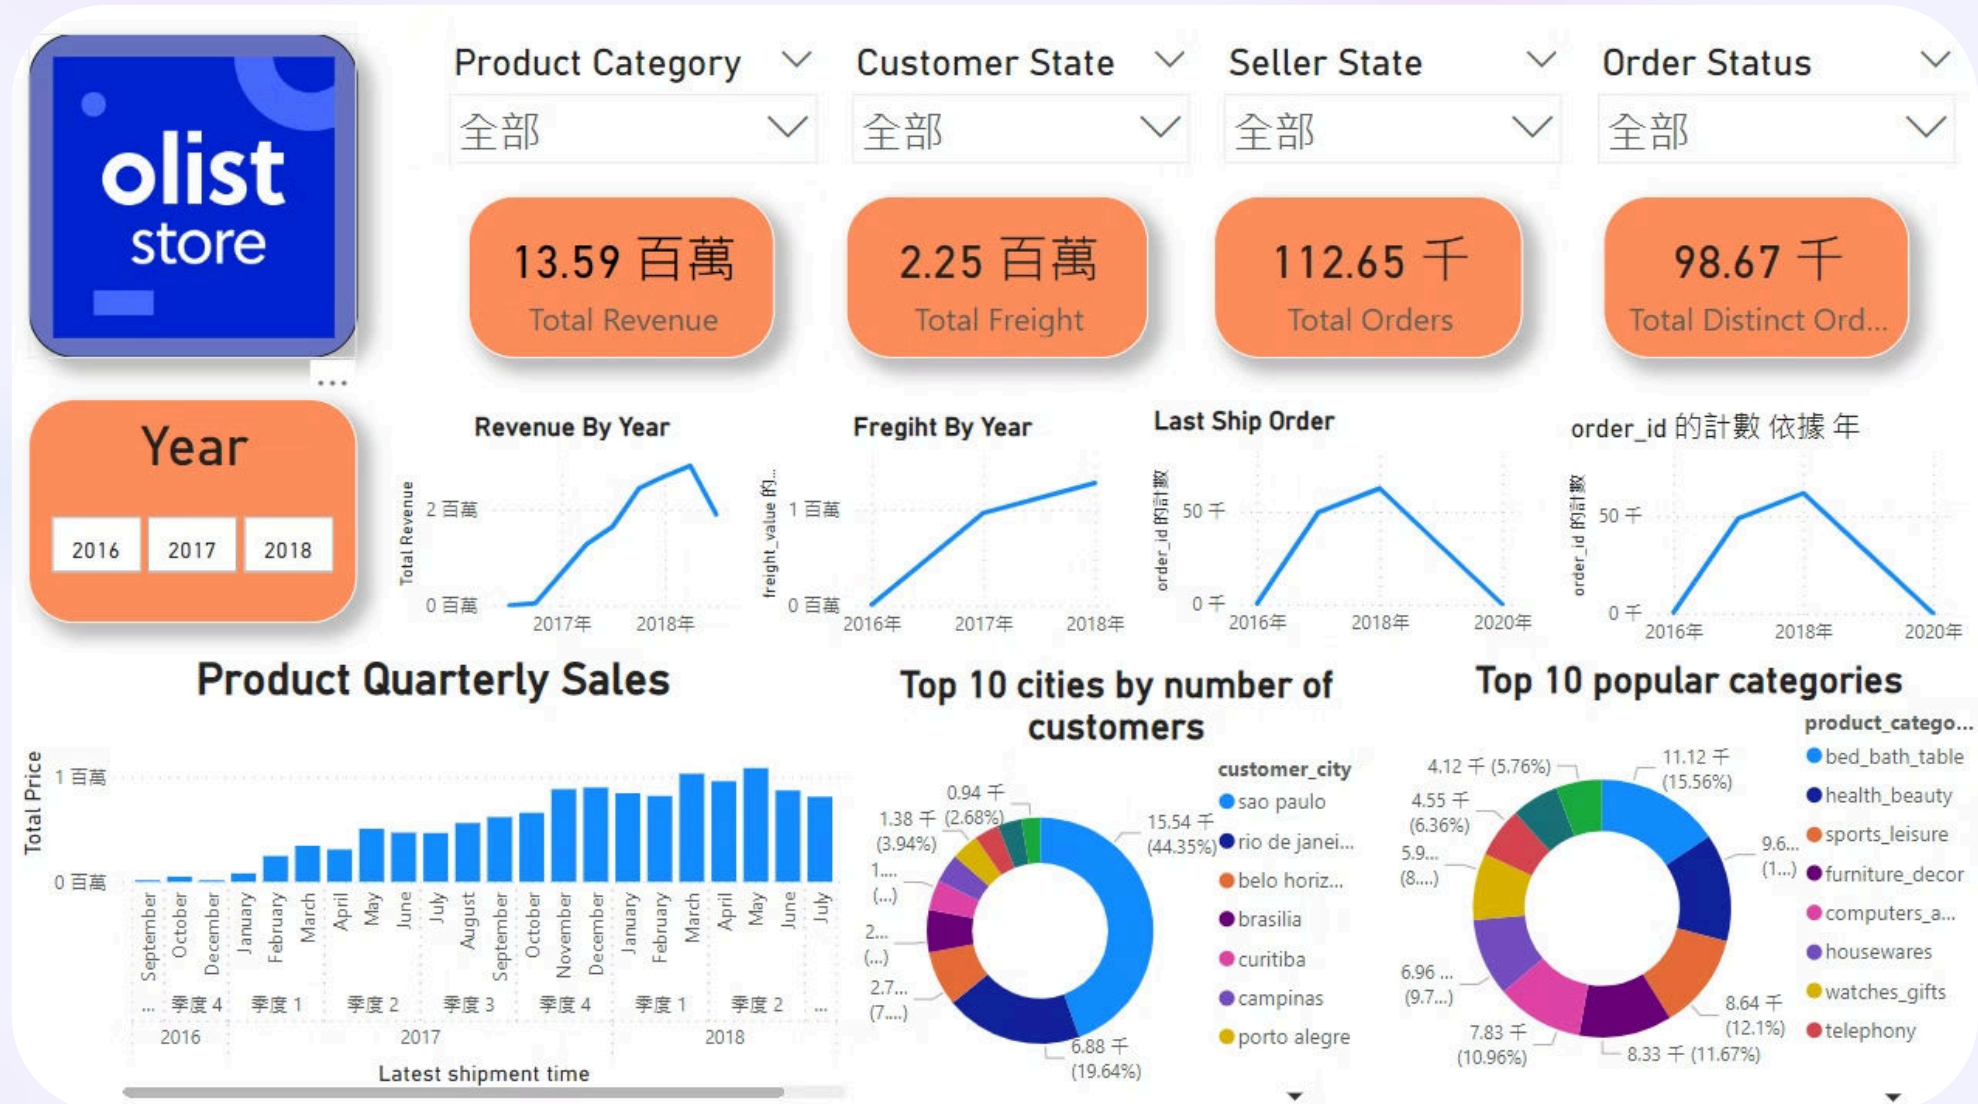 olist
store
Product Category
全部
Customer State
全部
Seller State
全部
Order Status
全部
13.59 百萬
Total Revenue
2.25 百萬
Total Freight
112.65 千
Total Orders
98.67 千
Total Distinct Ord...
...
Year
2016
2017
2018
Revenue By Year
Total Revenue
2 百萬
0 百萬
2017年
2018年
Fregiht By Year
freight_value 的...
1 百萬
0 百萬
2016年
2017年
2018年
Last Ship Order
order_id 的計數
50 千
0 千
2016年
2018年
2020年
order_id 的計數 依據 年
order_id 的計數
50 千
0 千
2016年
2018年
2020年
Product Quarterly Sales
Total Price
1 百萬
0 百萬
September
October
December
January
February
March
April
May
June
July
August
September
October
November
December
January
February
March
April
May
June
July
...
季度 4
季度 1
季度 2
季度 3
季度 4
季度 1
季度 2
...
2016
2017
2018
Latest shipment time
Top 10 cities by number of
customers
0.94 千
(2.68%)
1.38 千
(3.94%)
1....
(...)
2...
(...)
2.7...
(7....)
6.88 千
(19.64%)
15.54 千
(44.35%)
customer_city
sao paulo
rio de janei...
belo horiz...
brasilia
curitiba
campinas
porto alegre
Top 10 popular categories
4.12 千 (5.76%)
4.55 千
(6.36%)
5.9...
(8....)
6.96 ...
(9.7...)
7.83 千
(10.96%)
8.33 千 (11.67%)
8.64 千
(12.1%)
9.6...
(1...)
11.12 千
(15.56%)
product_catego...
bed_bath_table
health_beauty
sports_leisure
furniture_decor
computers_a...
housewares
watches_gifts
telephony